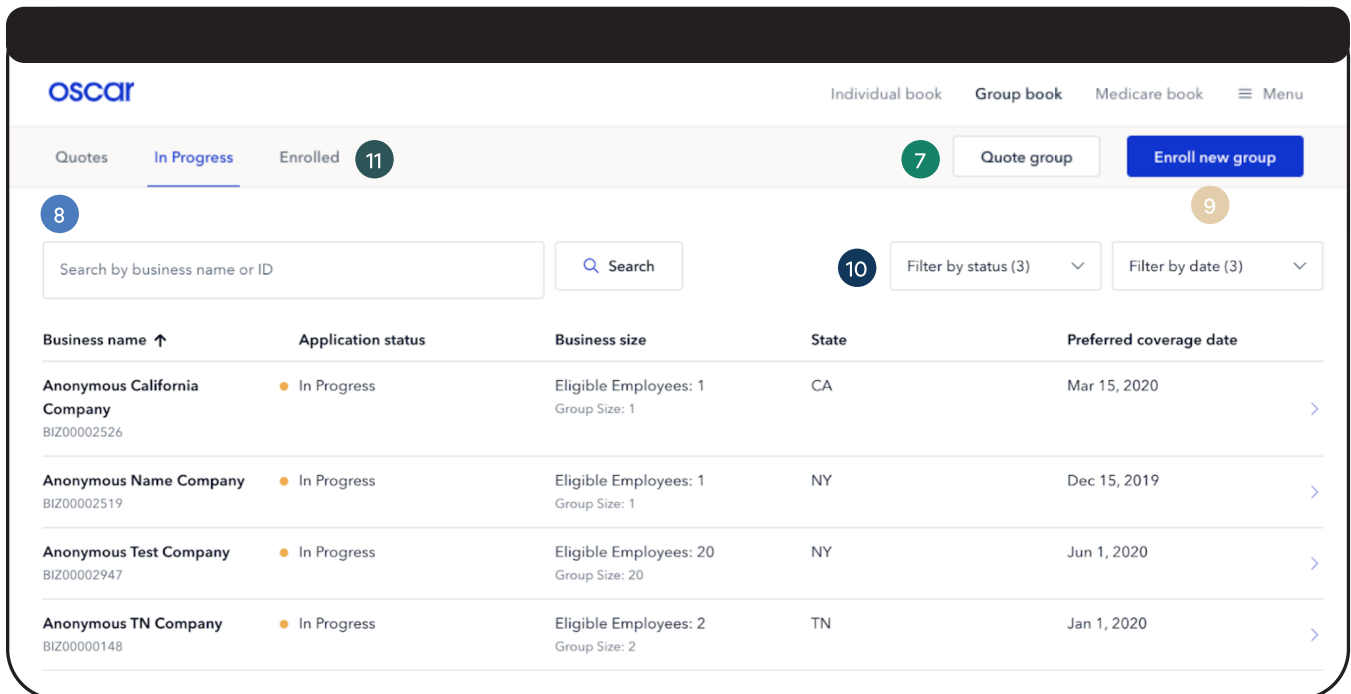 oscar
Individual book Group book Medicare book Menu
Quotes In Progress Enrolled 11 7 Quote group Enroll new group
8 9
Search by business name or ID Search 10 Filter by status (3) Filter by date (3)
Business name Application status Business size State Preferred coverage date
Anonymous California In Progress Eligible Employees: 1 CA Mar 15, 2020
Company Group Size: 1
BIZ00002526
Anonymous Name Company In Progress Eligible Employees: 1 NY Dec 15, 2019
BIZ00002519 Group Size: 1
Anonymous Test Company In Progress Eligible Employees: 20 NY Jun 1, 2020
BIZ00002947 Group Size: 20
Anonymous TN Company In Progress Eligible Employees: 2 TN Jan 1, 2020
BIZ00000148 Group Size: 2